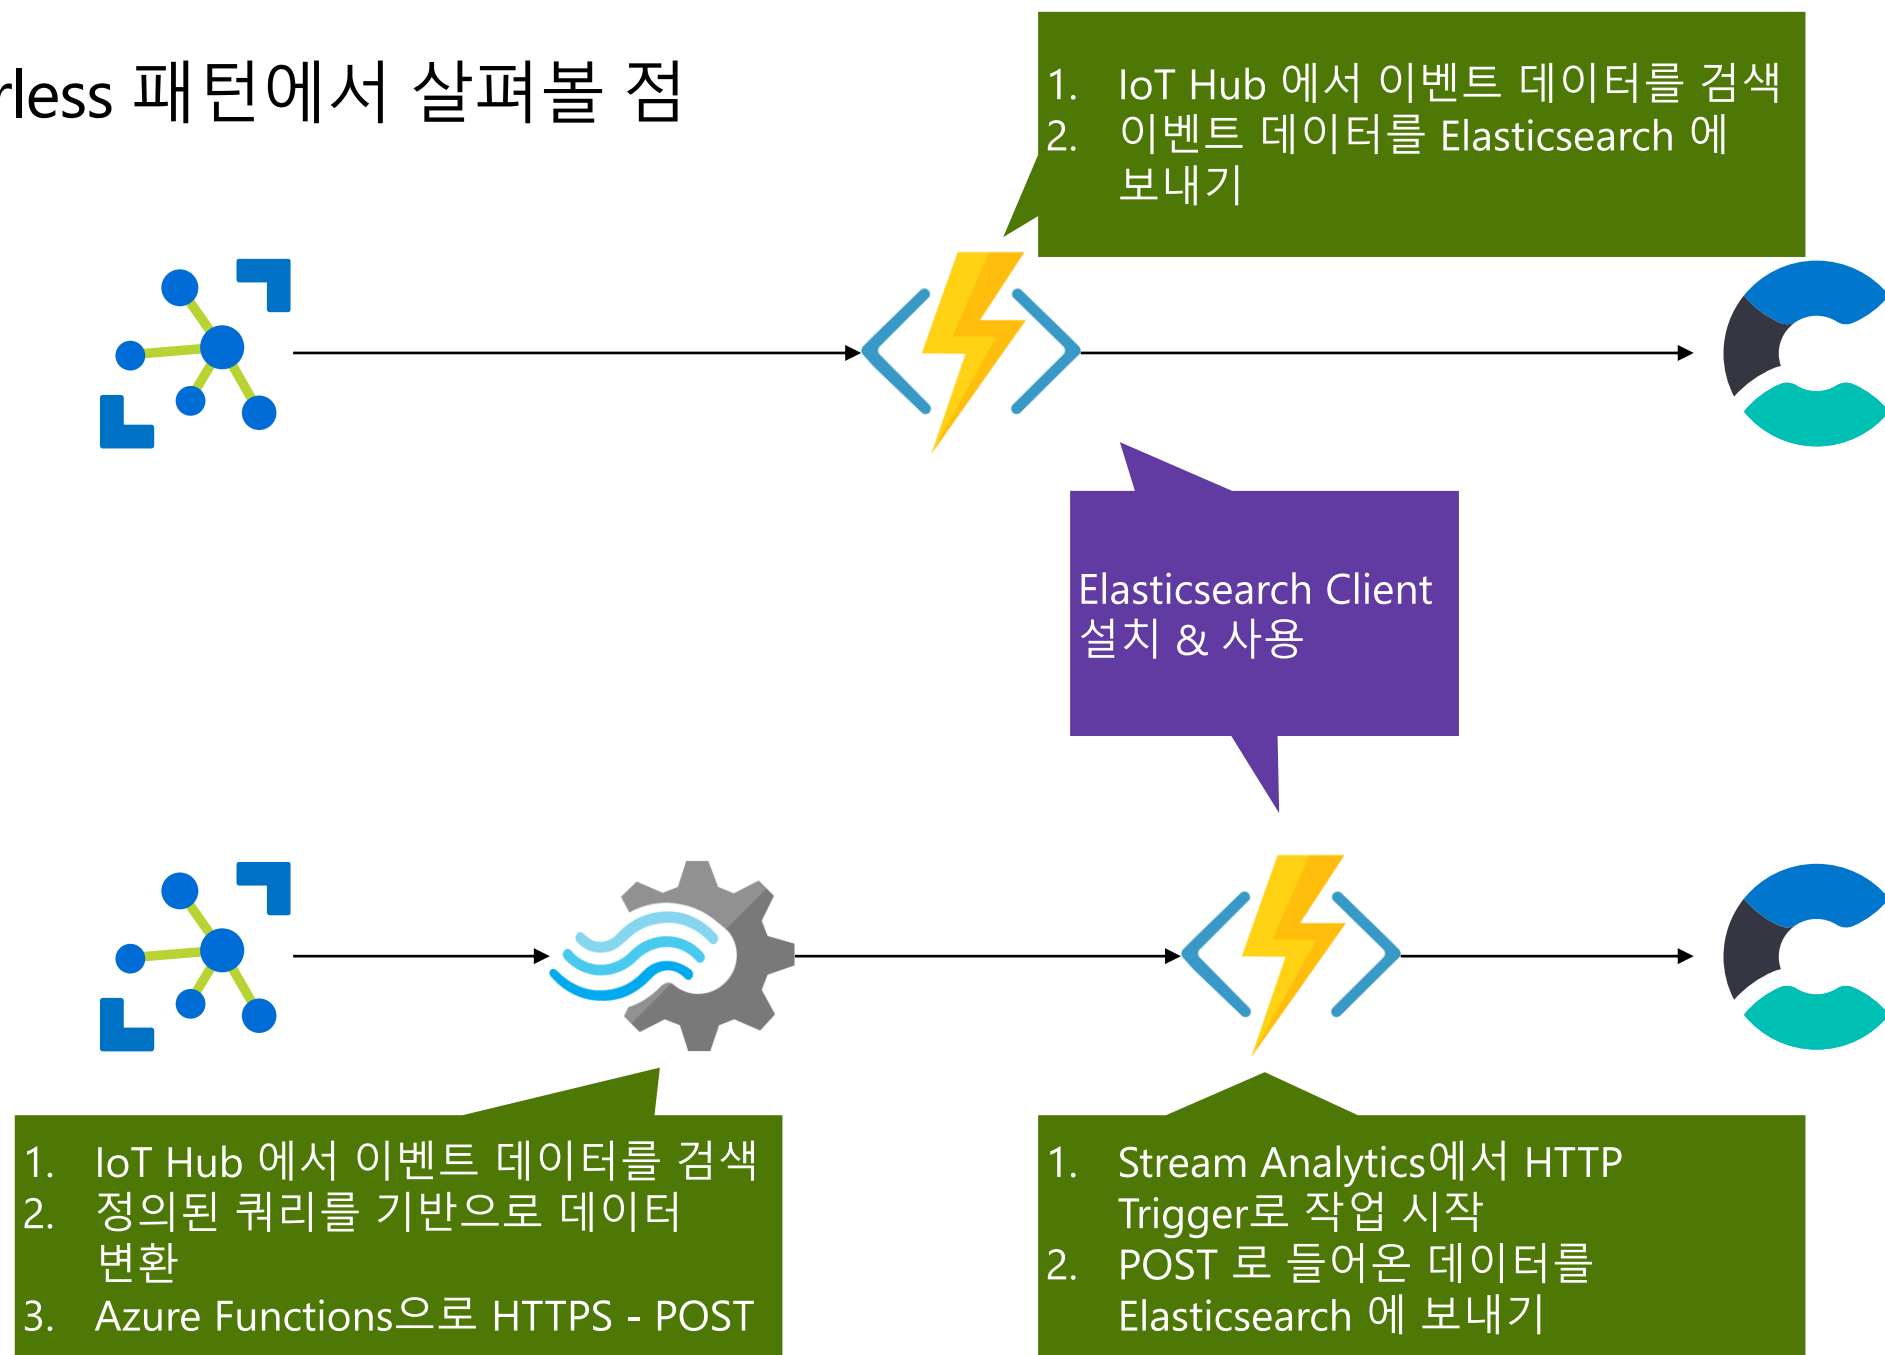 rless 패턴에서 살펴볼 점
1. IoT Hub 에서 이벤트 데이터를 검색
2. 이벤트 데이터를 Elasticsearch 에
보내기
Elasticsearch Client
설치 & 사용
1. IoT Hub 에서 이벤트 데이터를 검색
2. 정의된 쿼리를 기반으로 데이터
변환
3. Azure Functions으로 HTTPS - POST
1. Stream Analytics에서 HTTP
Trigger로 작업 시작
2. POST 로 들어온 데이터를
Elasticsearch 에 보내기